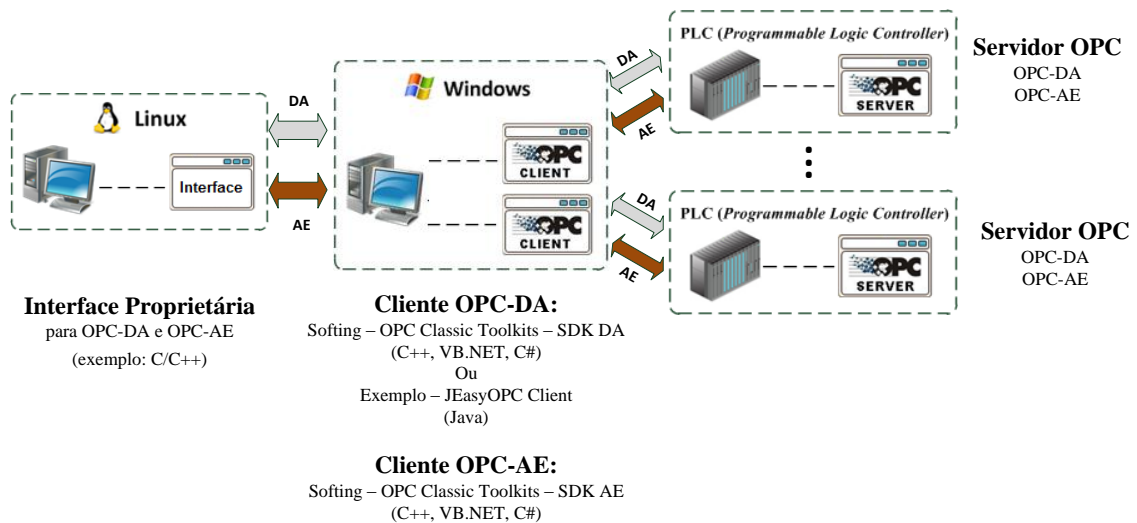 Linux
Interface
DA
AE
Interface Proprietária
para OPC-DA e OPC-AE
(exemplo: C/C++)
Windows
OPC
CLIENT
OPC
CLIENT
Cliente OPC-DA:
Softing – OPC Classic Toolkits – SDK DA
(C++, VB.NET, C#)
Ou
Exemplo – JEasyOPC Client
(Java)
Cliente OPC-AE:
Softing – OPC Classic Toolkits – SDK AE
(C++, VB.NET, C#)
DA
AE
PLC (Programmable Logic Controller)
OPC
SERVER
Servidor OPC
OPC-DA
OPC-AE
DA
AE
PLC (Programmable Logic Controller)
OPC
SERVER
Servidor OPC
OPC-DA
OPC-AE